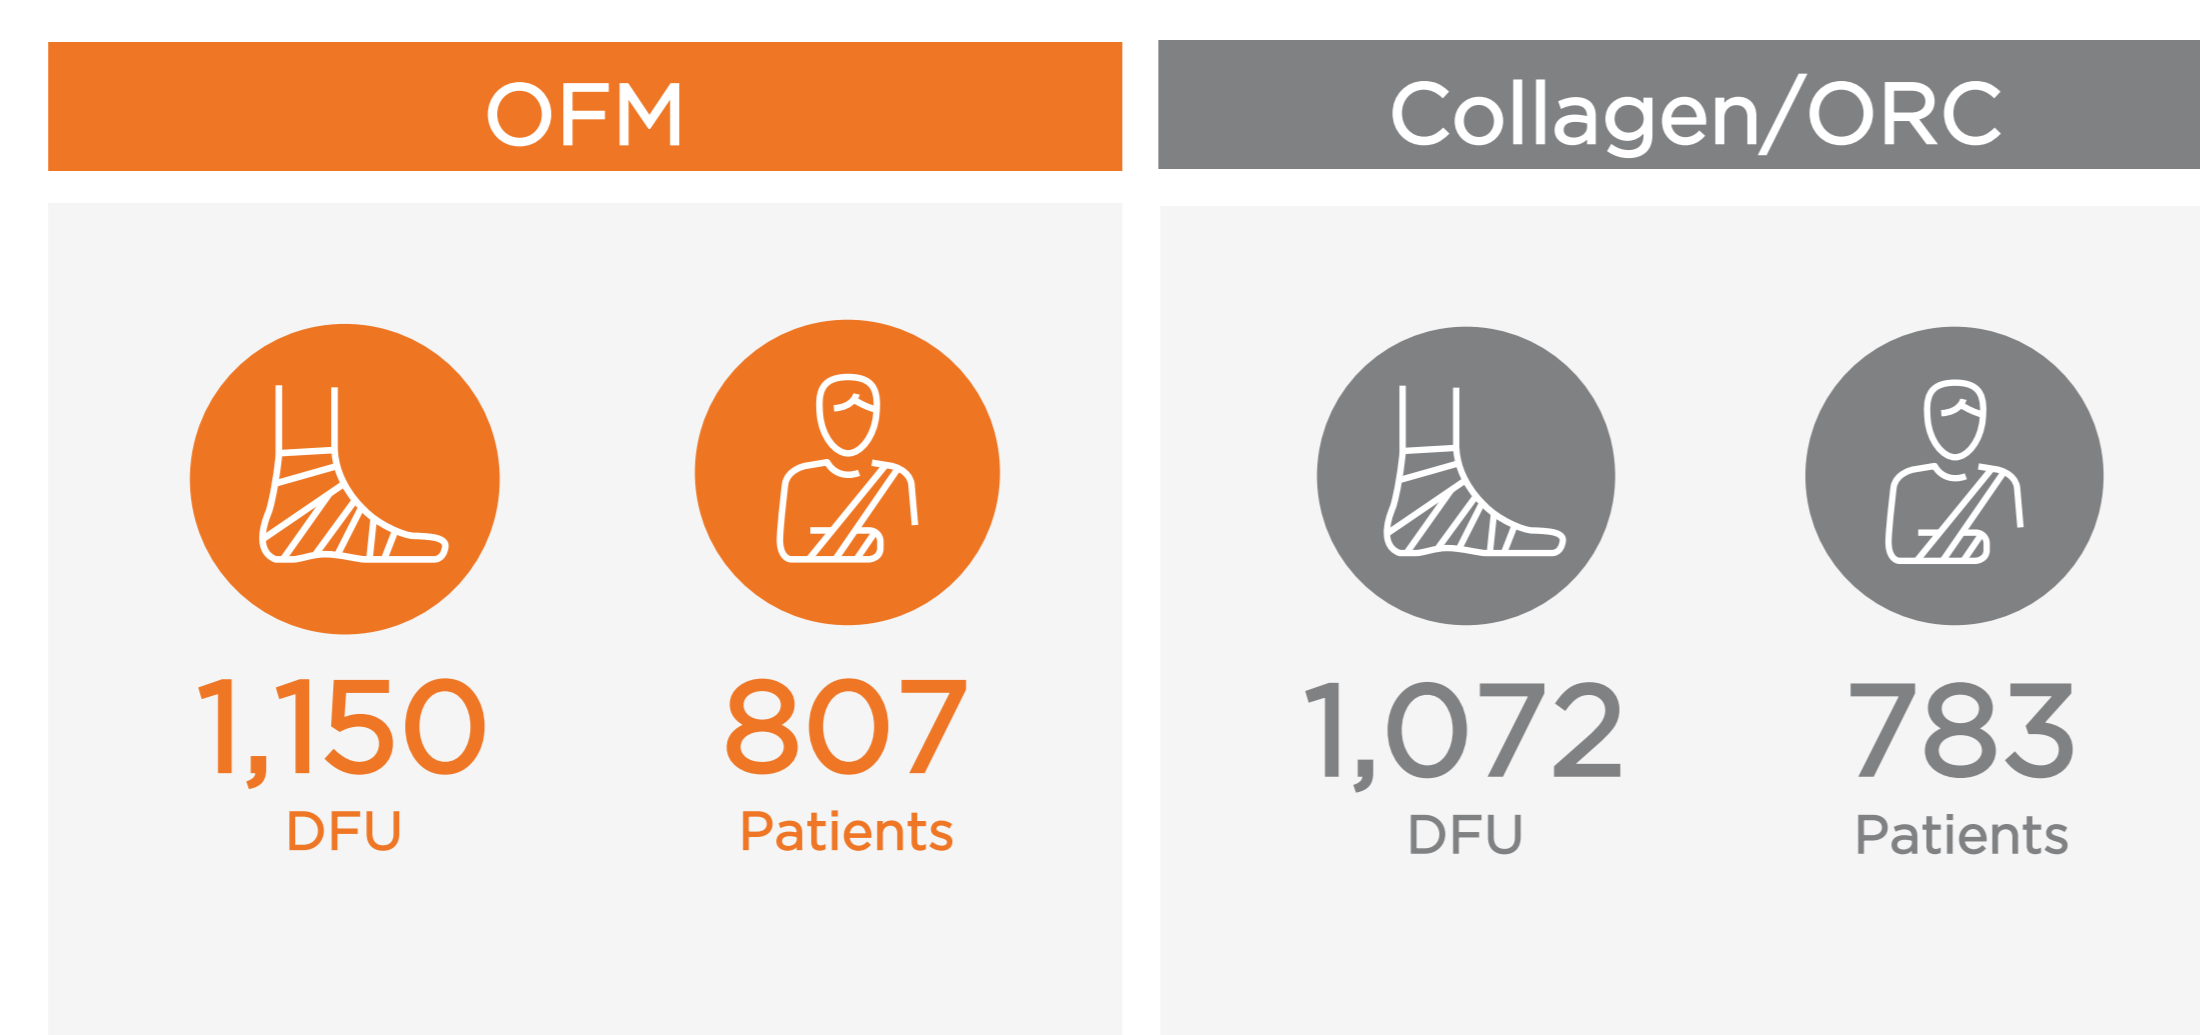 OFM
1,150
DFU
807
Patients
Collagen/ORC
1,072
DFU
783
Patients